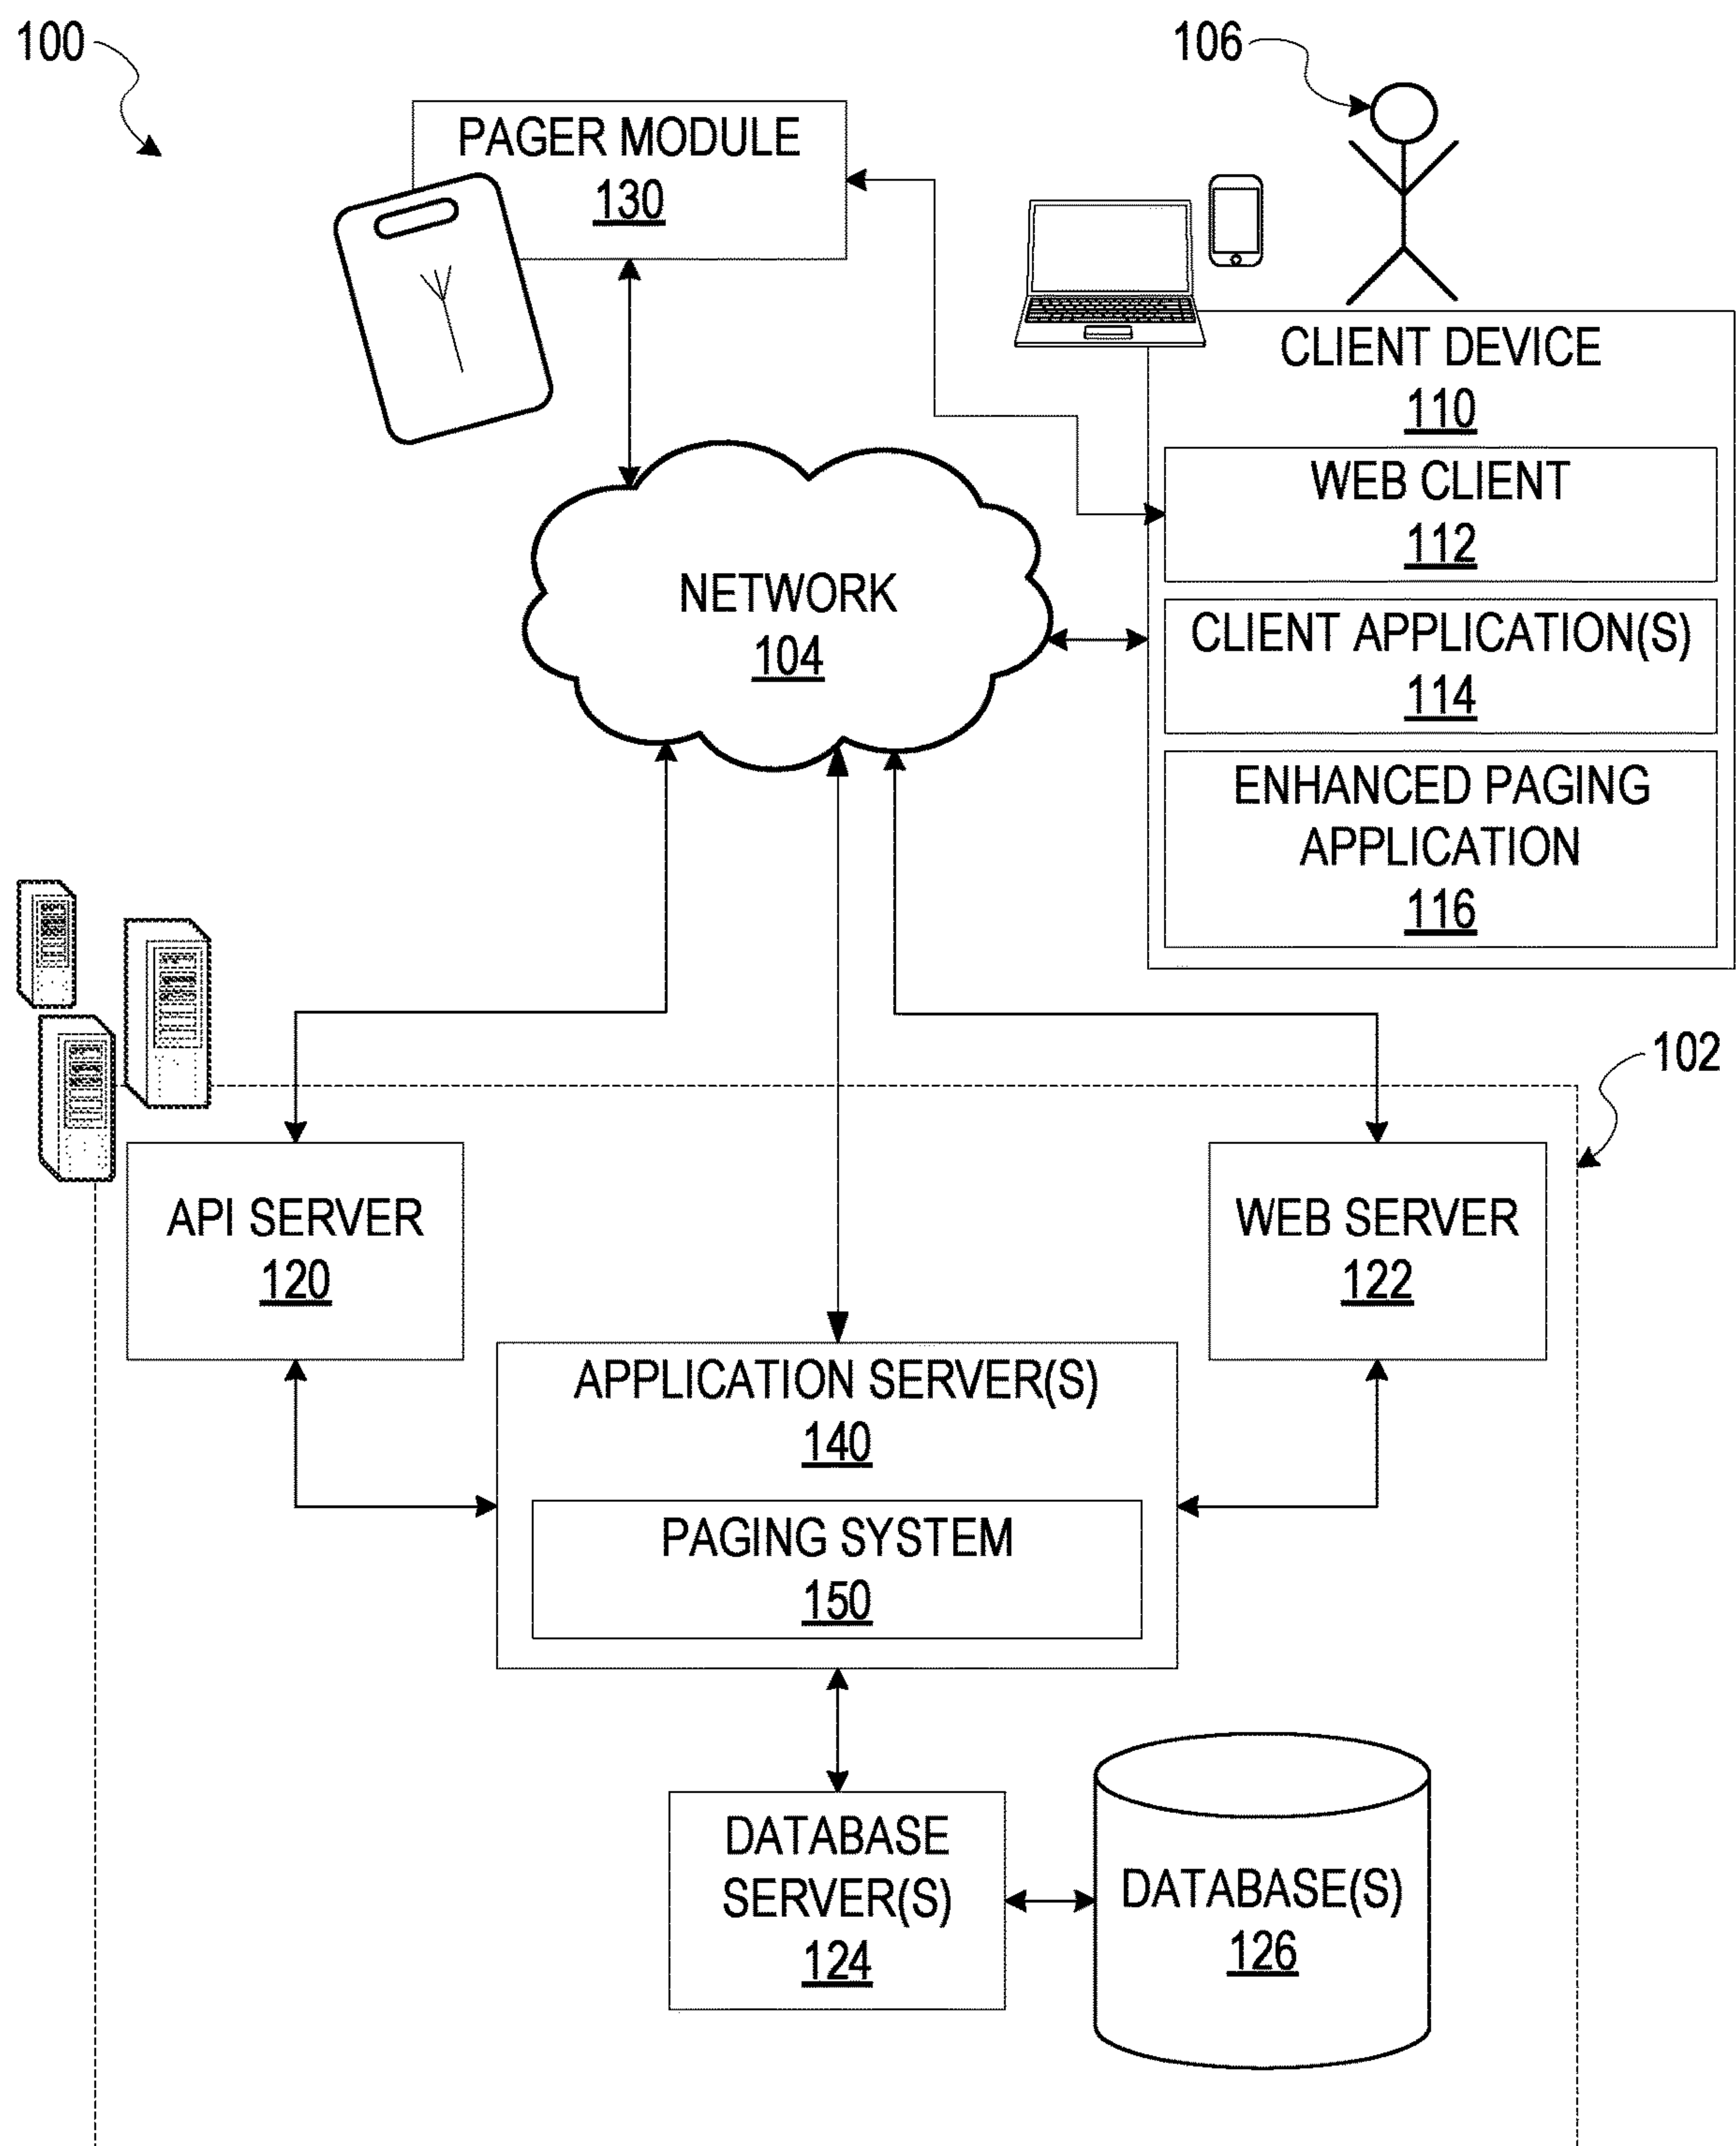 100
106
PAGER MODULE
130
CLIENT DEVICE
110
WEB CLIENT
112
NETWORK
104
CLIENT APPLICATION(S)
114
ENHANCED PAGING
APPLICATION
116
102
API SERVER
120
WEB SERVER
122
APPLICATION SERVER(S)
140
PAGING SYSTEM
150
DATABASE
SERVER(S)
124
DATABASE(S)
126